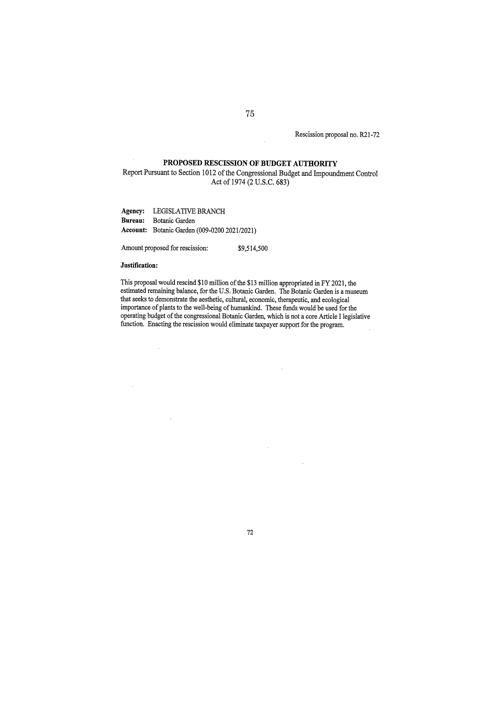 75
Rescission proposal no. R21-72
PROPOSED RESCISSION OF BUDGET AUTHORITY
Report Pursuant to Section 1012 of the Congressional Budget and Impoundment Control
Act of 1974 (2 U.S.C. 683)
Agency: LEGISLATIVE BRANCH
Bureau: Botanic Garden
Account: Botanic Garden (009-0200 2021/2021)
Amount proposed for rescission: $9,514,500
Justification:
This proposal would rescind $10 million of the $13 million appropriated in FY 2021, the
estimated remaining balance, for the U.S. Botanic Garden. The Botanic Garden is a museum
that seeks to demonstrate the aesthetic, cultural, economic, therapeutic, and ecological
importance of plants to the well-being of humankind. These funds would be used for the
operating budget of the congressional Botanic Garden, which is not a core Article I legislative
function. Enacting the rescission would eliminate taxpayer support for the program.
72